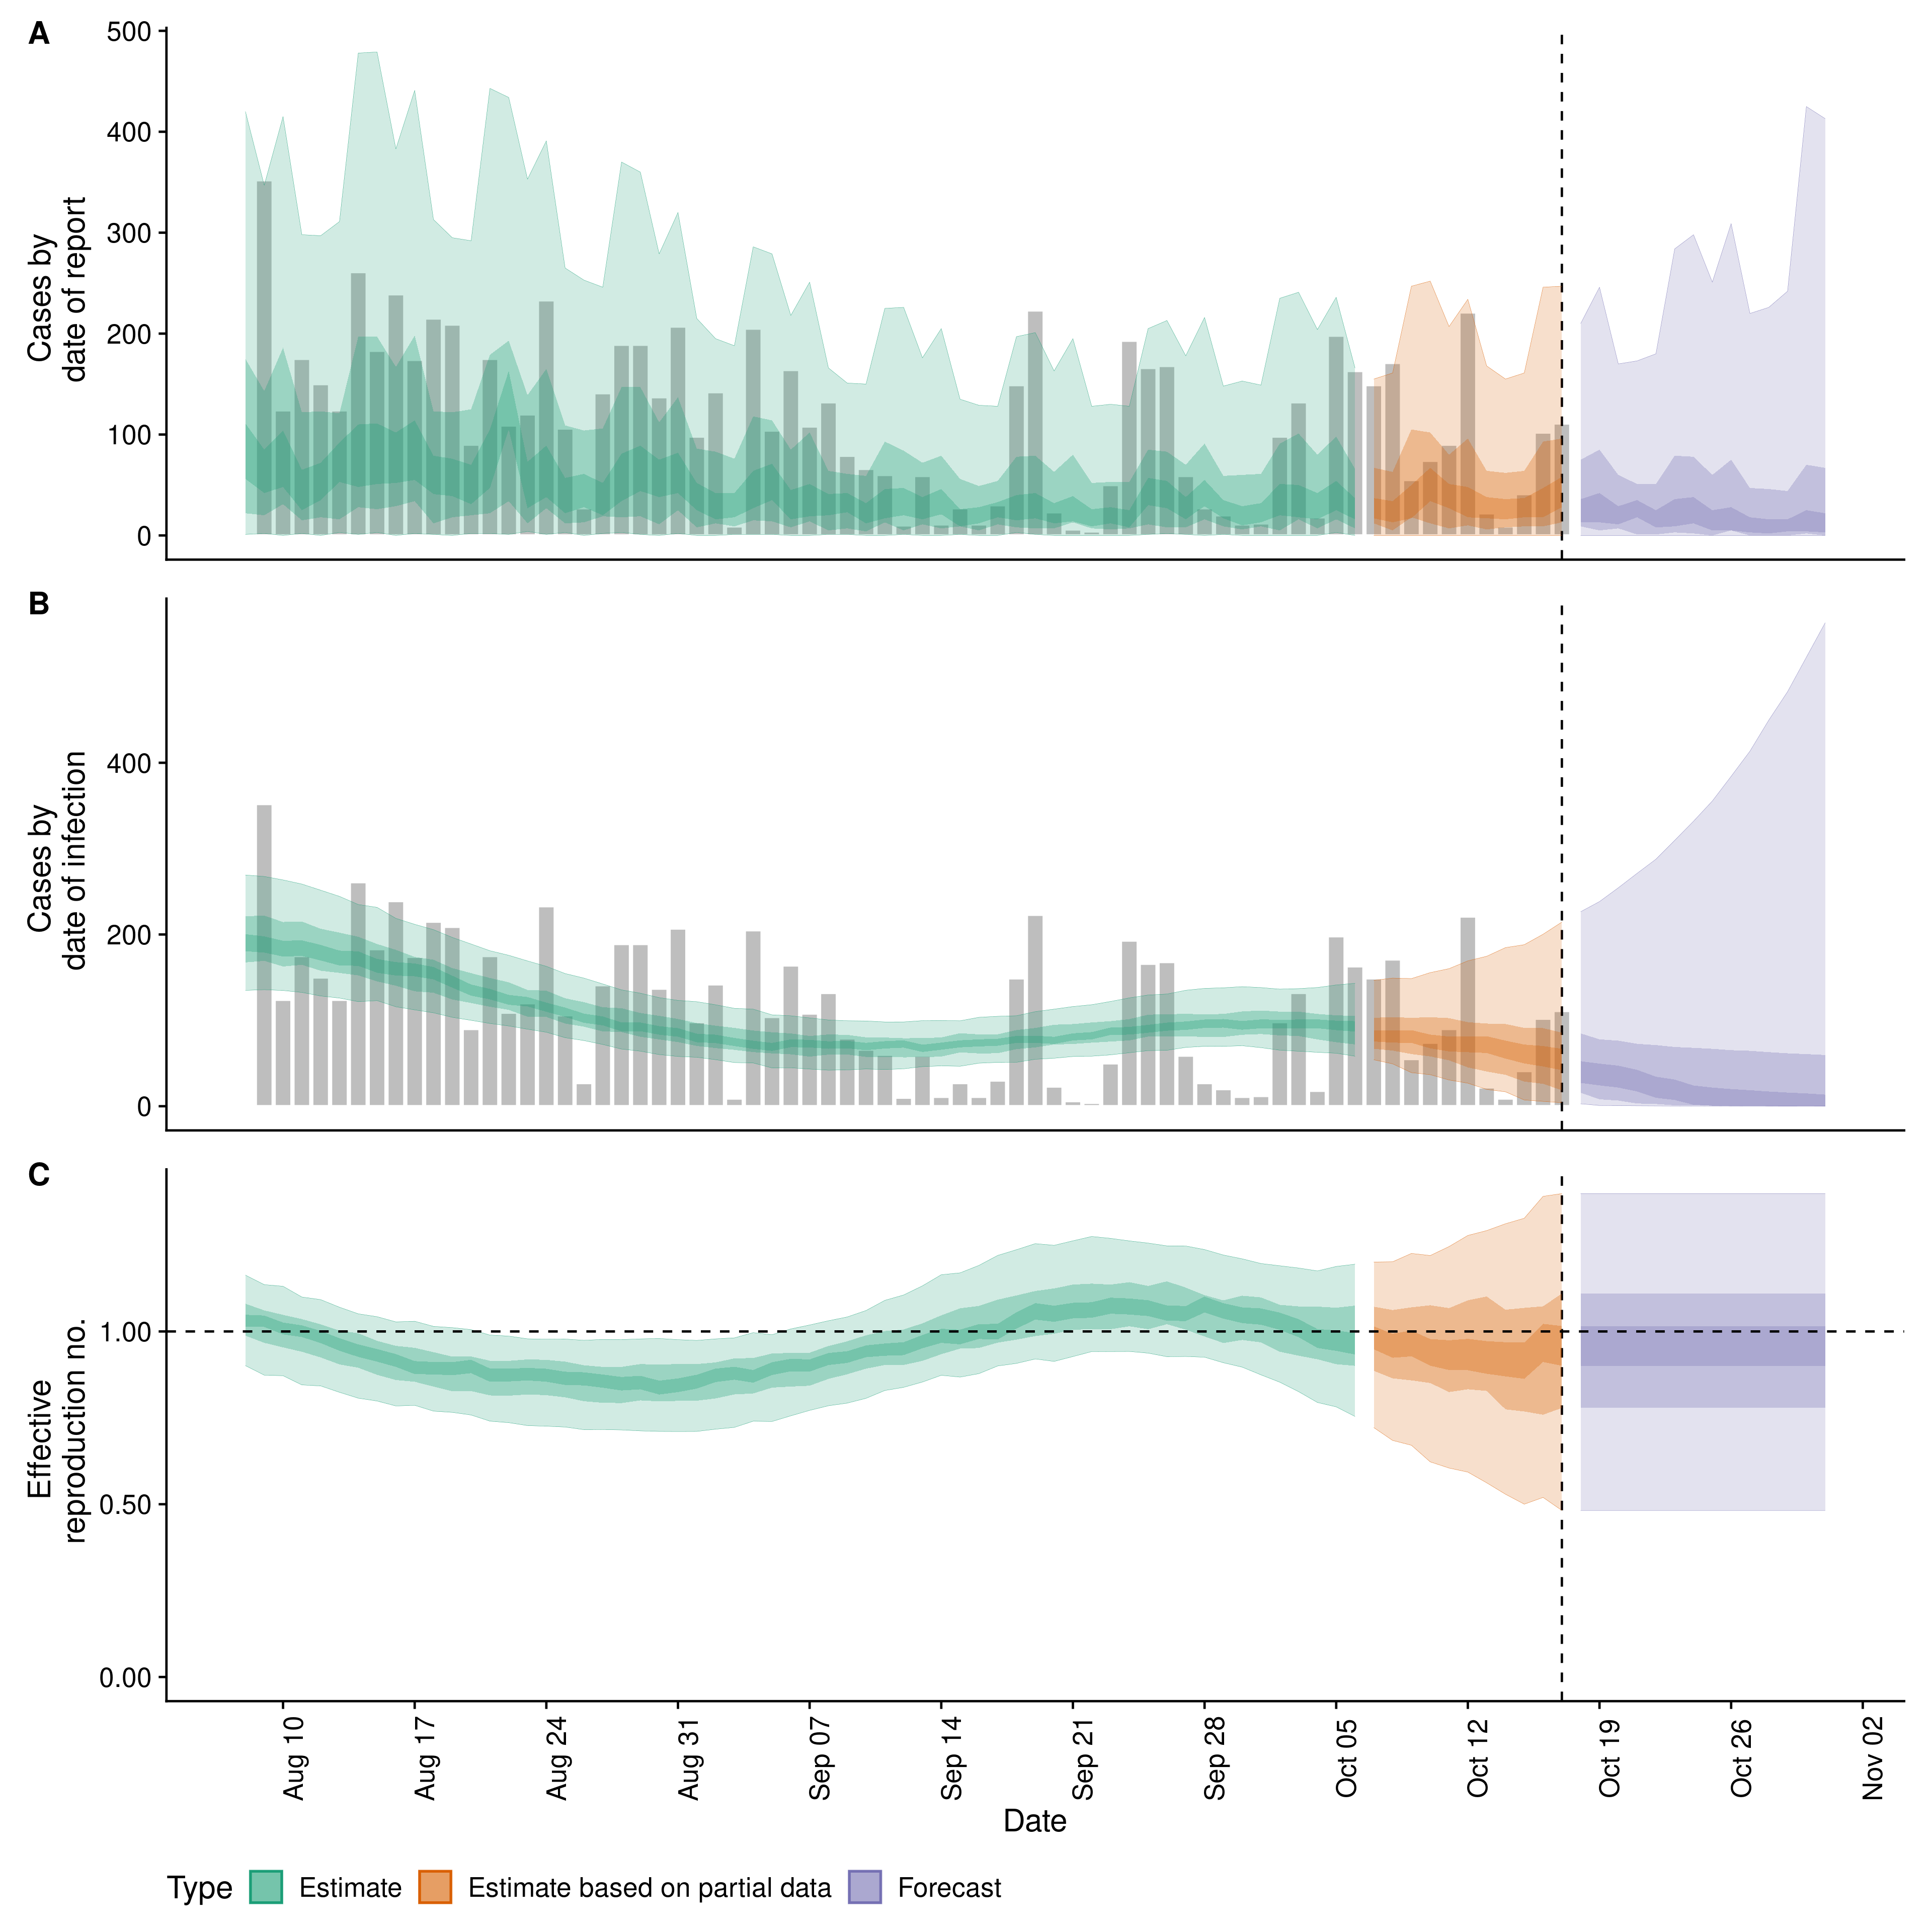 A
500
400
300
200
100
0
Cases by
date of report
B
400
200
0
Cases by
date of infection
C
1.00
0.50
0.00
Effective
reproduction no.
Aug 10
Aug 17
Aug 24
Aug 31
Sep 07
Sep 14
Sep 21
Sep 28
Oct 05
Oct 12
Oct 19
Oct 26
Nov 02
Date
Type Estimate Estimate based on partial data Forecast